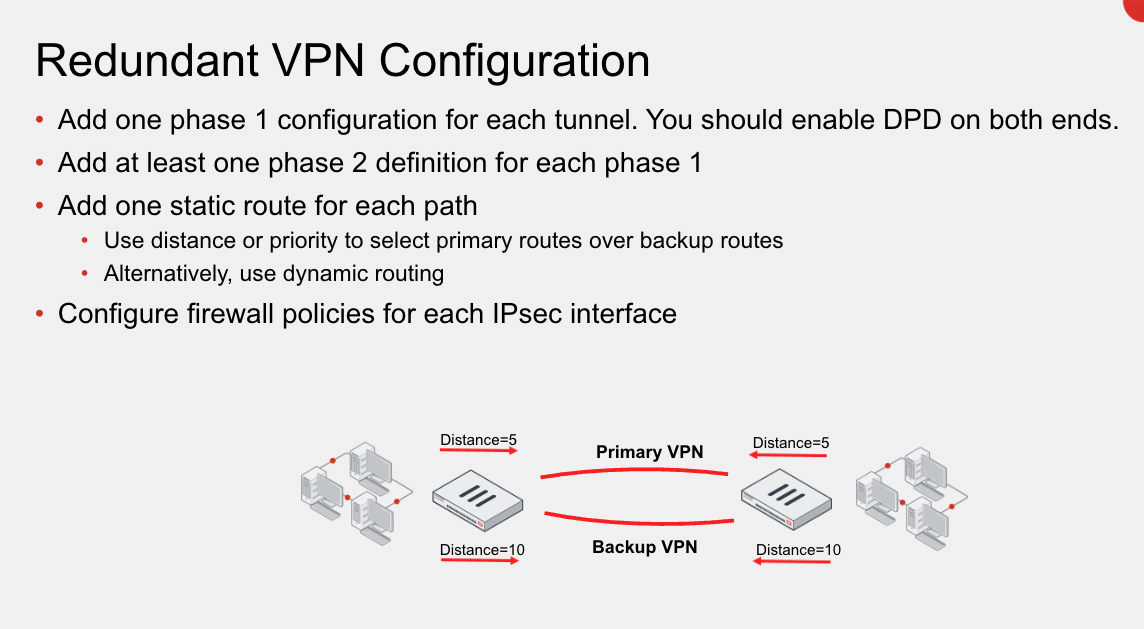 Redundant VPN Configuration
• Add one phase 1 configuration for each tunnel. You should enable DPD on both ends.
• Add at least one phase 2 definition for each phase 1
• Add one static route for each path
• Use distance or priority to select primary routes over backup routes
• Alternatively, use dynamic routing
• Configure firewall policies for each IPsec interface
Distance=5
Primary VPN
Distance=5
Distance=10
Backup VPN
Distance=10